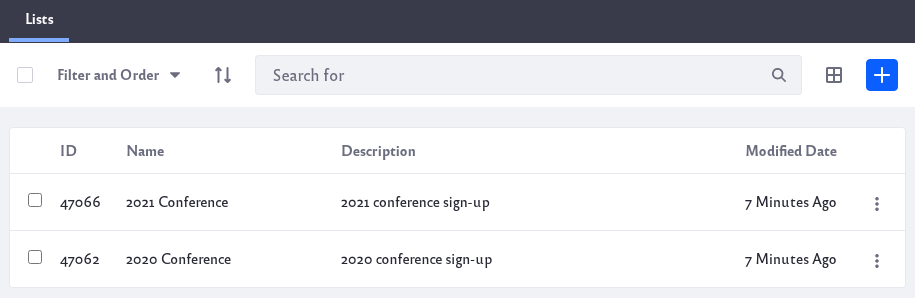 Lists
Filter and Order Search for
ID Name Description Modified Date
47066 2021 Conference 2021 conference sign-up 7 Minutes Ago
47062 2020 Conference 2020 conference sign-up 7 Minutes Ago